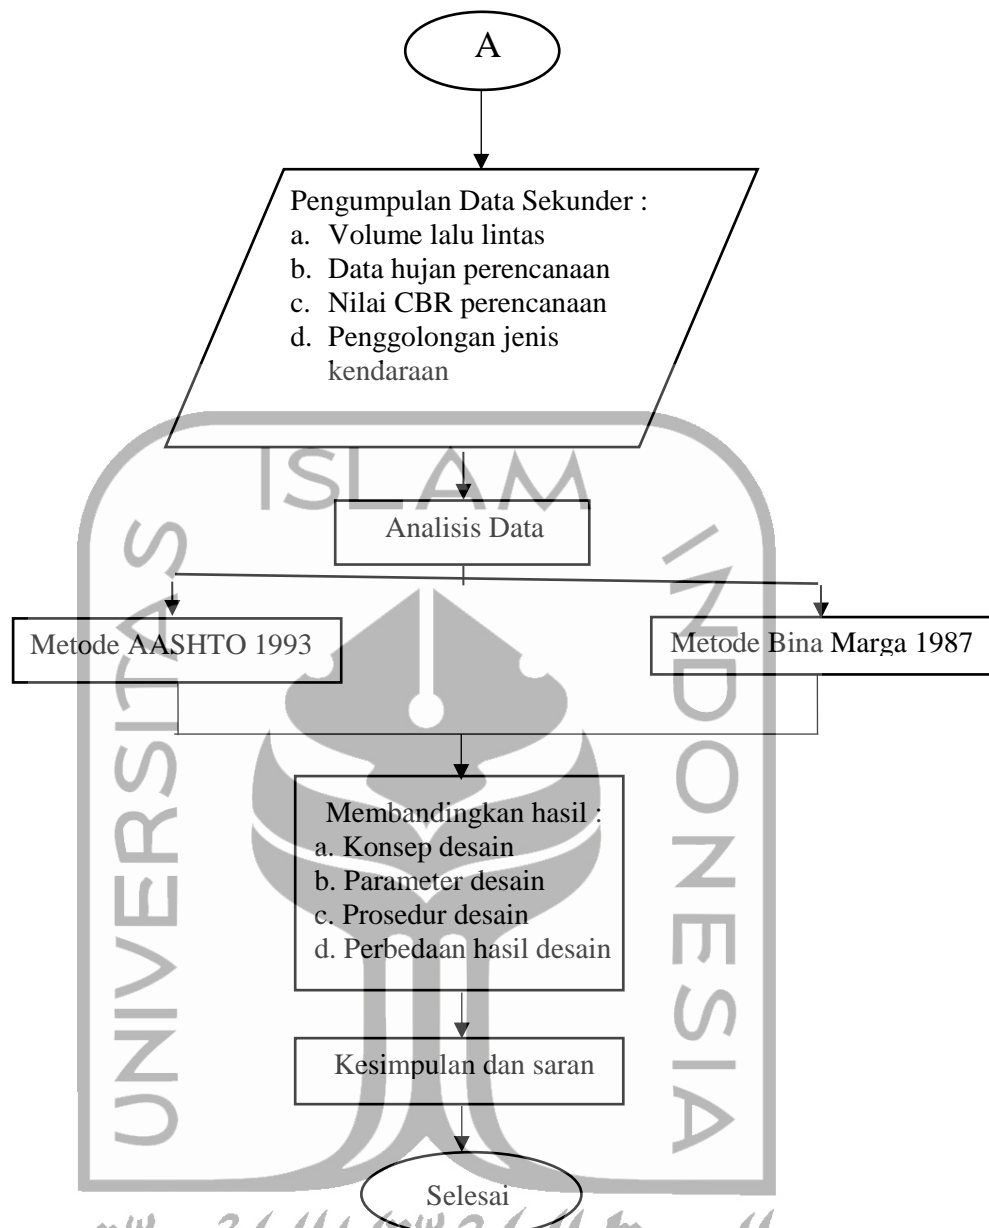 A
Pengumpulan Data Sekunder :
a. Volume lalu lintas
b. Data hujan perencanaan
c. Nilai CBR perencanaan
d. Penggolongan jenis
kendaraan
ISLAM
Analisis Data
UNIVERSITAS
INDONESIA
Metode AASHTO 1993
Metode Bina Marga 1987
Membandingkan hasil :
a. Konsep desain
b. Parameter desain
c. Prosedur desain
d. Perbedaan hasil desain
Kesimpulan dan saran
Selesai